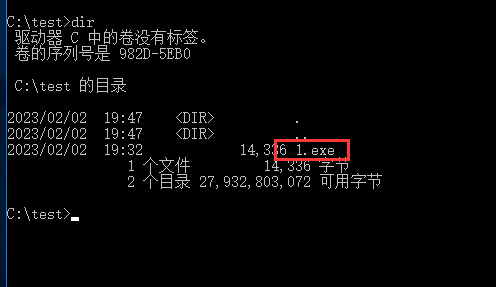 C:\test>dir
驱动器 C 中的卷没有标签。
卷的序列号是 982D-5EB0
C:\test 的目录
2023/02/02  19:47    <DIR>          .
2023/02/02  19:47    <DIR>          ..
2023/02/02  19:32            14,336 1.exe
1 个文件         14,336 字节
2 个目录 27,932,803,072 可用字节
C:\test>